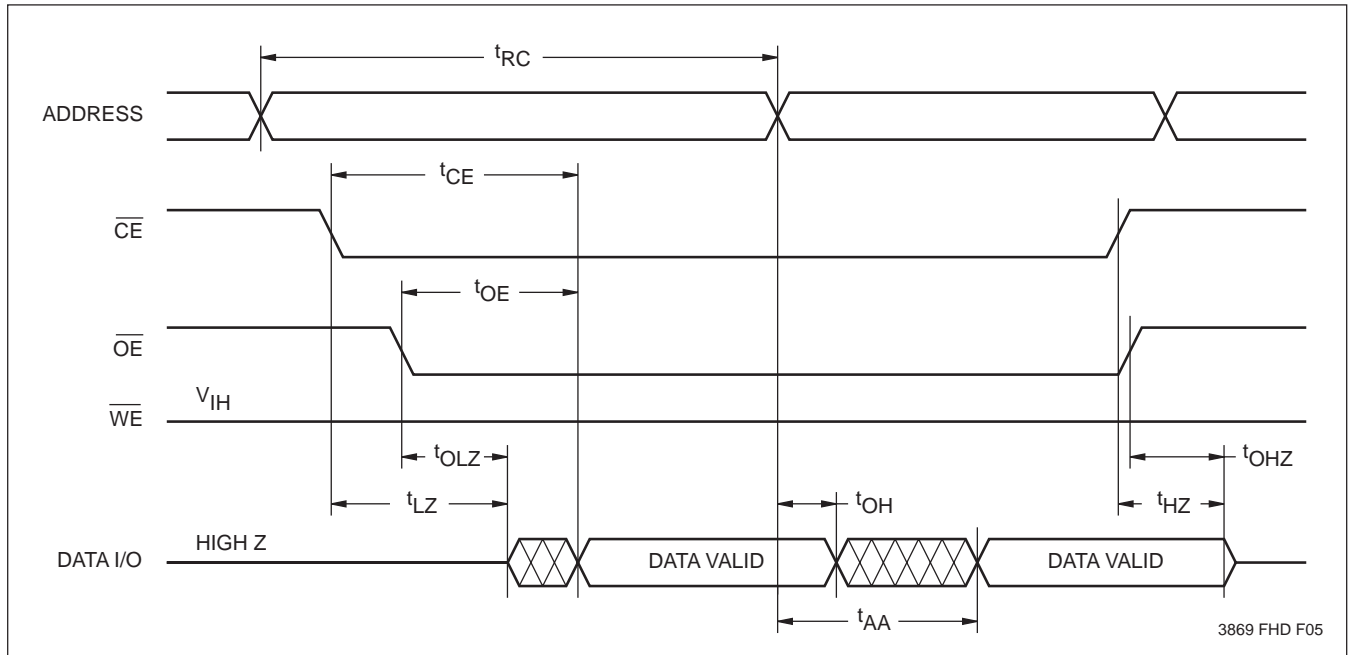 tRC
ADDRESS
tCE
CE
tOE
OE
VIH
WE
tOLZ
tOHZ
tLZ
tOH
tHZ
HIGH Z
DATA I/O
DATA VALID
DATA VALID
tAA
3869 FHD F05